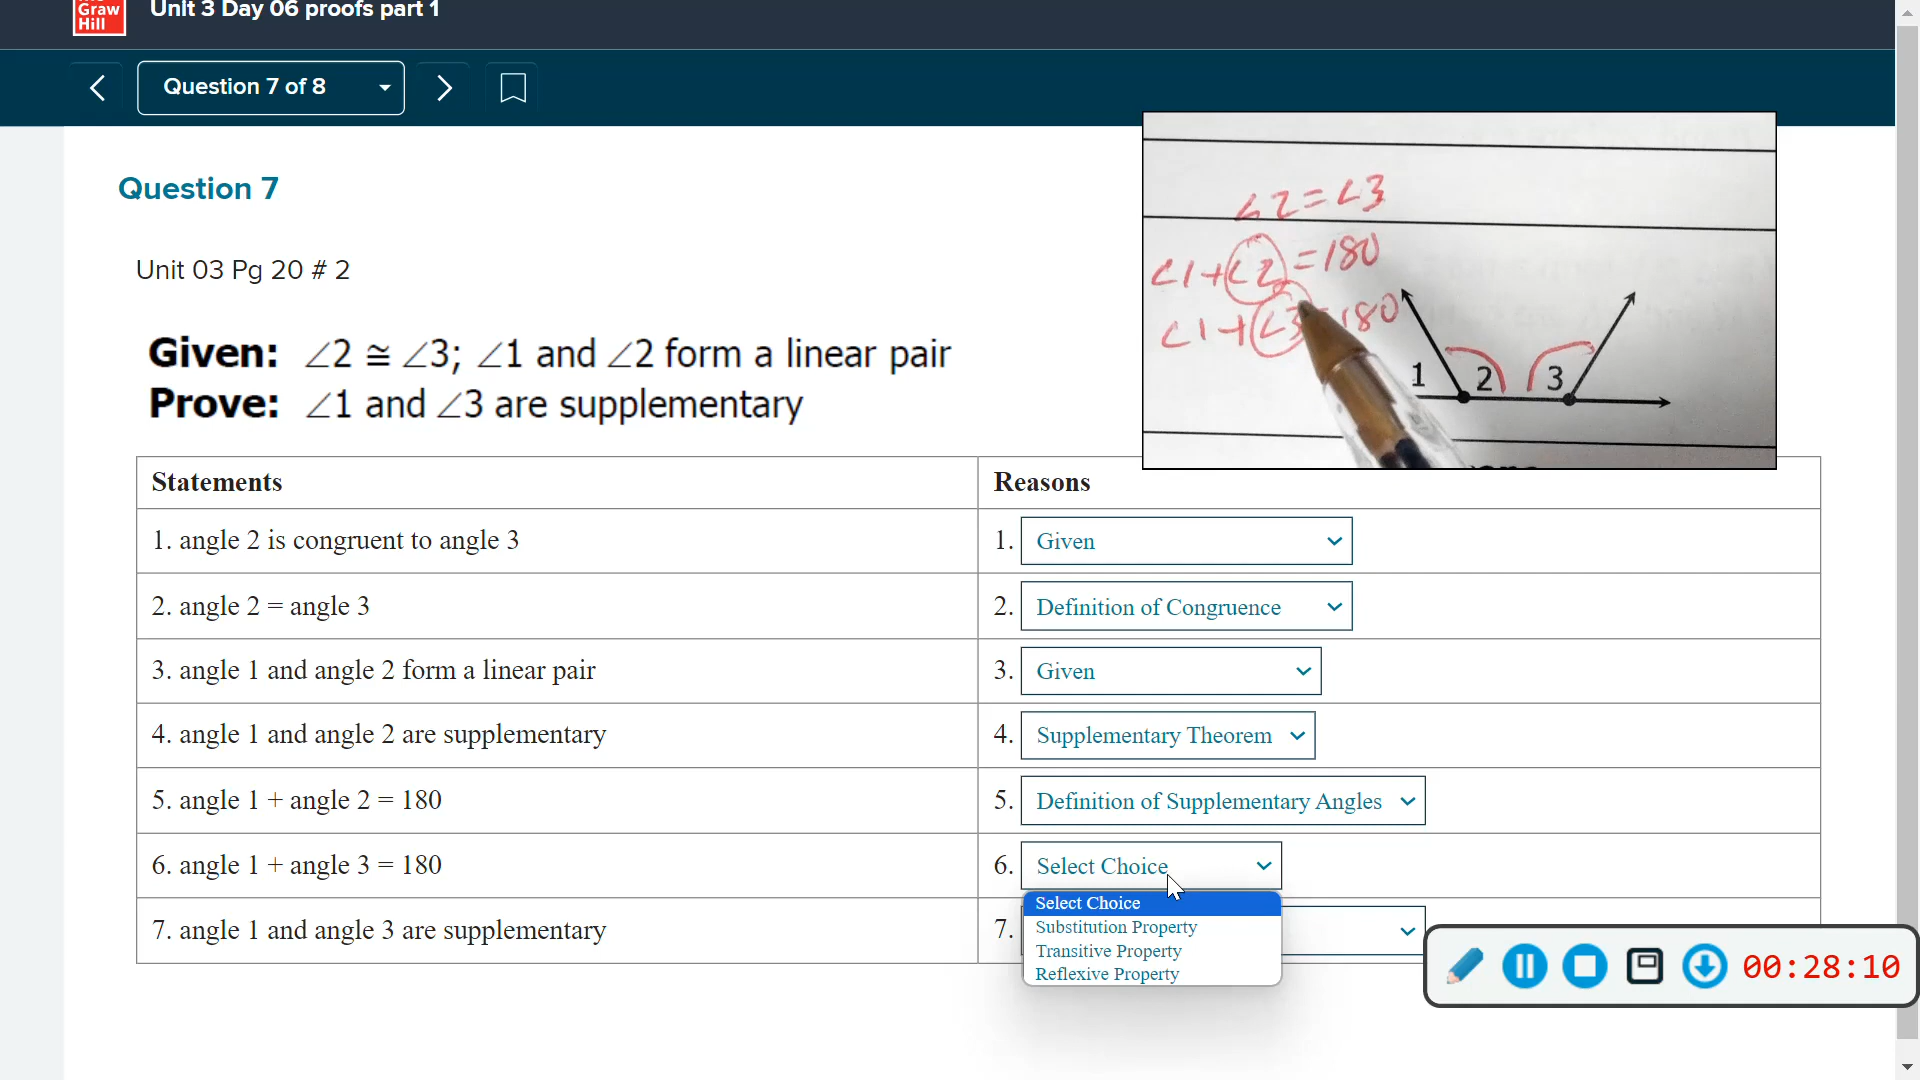 Graw
Hill
Unit 3 Day 06 proofs part 1
Question 7 of 8
Question 7
Unit 03 Pg 20 # 2
Given: ∠2 ≅ ∠3; ∠1 and ∠2 form a linear pair
Prove: ∠1 and ∠3 are supplementary
∠2 = ∠3
∠1 + ∠2 = 180
∠1 + ∠3 = 180
1 2 3
Statements Reasons
1. angle 2 is congruent to angle 3 1. Given
2. angle 2 = angle 3 2. Definition of Congruence
3. angle 1 and angle 2 form a linear pair 3. Given
4. angle 1 and angle 2 are supplementary 4. Supplementary Theorem
5. angle 1 + angle 2 = 180 5. Definition of Supplementary Angles
6. angle 1 + angle 3 = 180 6. Select Choice
Select Choice
Substitution Property
Transitive Property
Reflexive Property
7. angle 1 and angle 3 are supplementary 7.
00:28:10